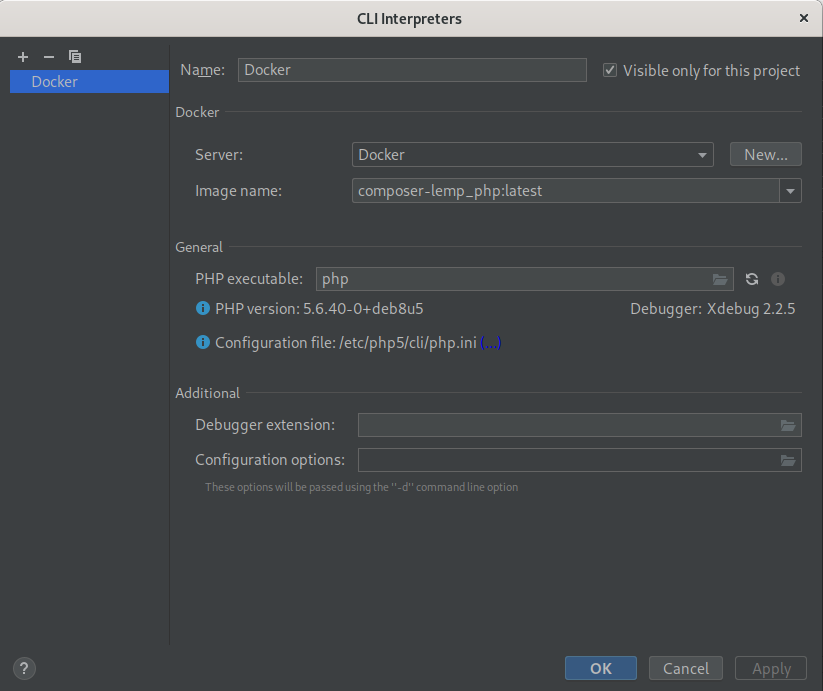 CLI Interpreters
Docker
Name: Docker Visible only for this project
Docker
Server: Docker New...
Image name: composer-lemp_php:latest
General
PHP executable: php
PHP version: 5.6.40-0+deb8u5 Debugger: Xdebug 2.2.5
Configuration file: /etc/php5/cli/php.ini (...)
Additional
Debugger extension:
Configuration options:
These options will be passed using the "-d" command line option
? OK Cancel Apply